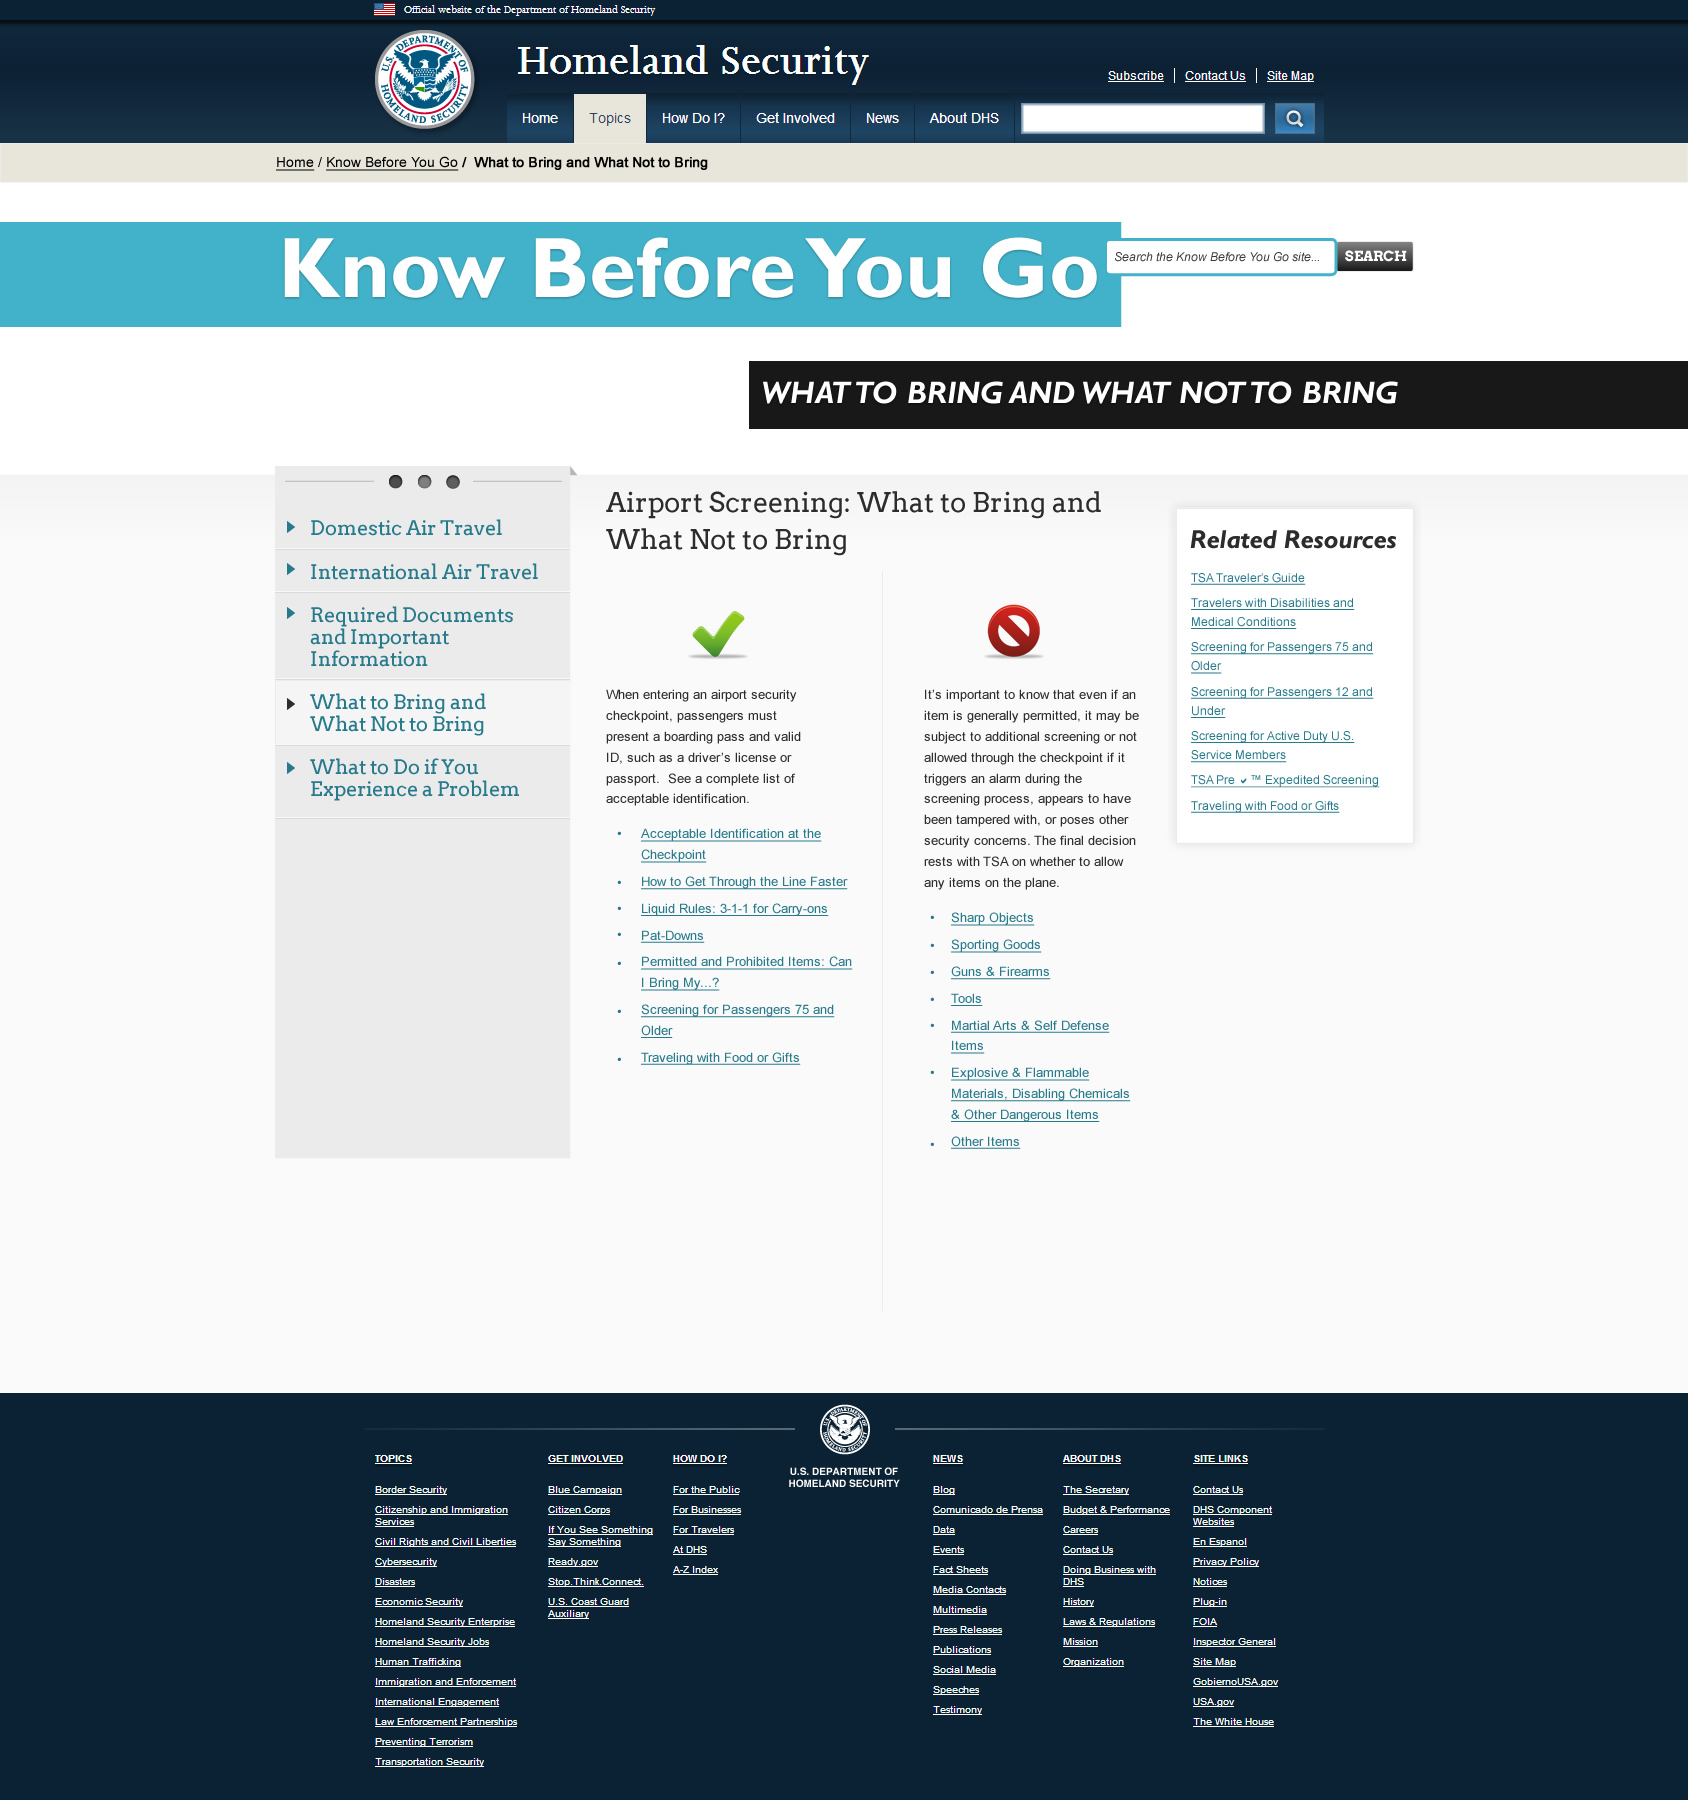 Official website of the Department of Homeland Security
U.S. DEPARTMENT OF HOMELAND SECURITY
Homeland Security
Subscribe | Contact Us | Site Map
Home Topics How Do I? Get Involved News About DHS
Home / Know Before You Go / What to Bring and What Not to Bring
Know Before You Go
Search the Know Before You Go site... SEARCH
WHAT TO BRING AND WHAT NOT TO BRING
Domestic Air Travel
International Air Travel
Required Documents
and Important
Information
What to Bring and
What Not to Bring
What to Do if You
Experience a Problem
Airport Screening: What to Bring and
What Not to Bring
When entering an airport security
checkpoint, passengers must
present a boarding pass and valid
ID, such as a driver's license or
passport. See a complete list of
acceptable identification.
• Acceptable Identification at the
Checkpoint
• How to Get Through the Line Faster
• Liquid Rules: 3-1-1 for Carry-ons
• Pat-Downs
• Permitted and Prohibited Items: Can
I Bring My...?
• Screening for Passengers 75 and
Older
• Traveling with Food or Gifts
It's important to know that even if an
item is generally permitted, it may be
subject to additional screening or not
allowed through the checkpoint if it
triggers an alarm during the
screening process, appears to have
been tampered with, or poses other
security concerns. The final decision
rests with TSA on whether to allow
any items on the plane.
• Sharp Objects
• Sporting Goods
• Guns & Firearms
• Tools
• Martial Arts & Self Defense
Items
• Explosive & Flammable
Materials, Disabling Chemicals
& Other Dangerous Items
• Other Items
Related Resources
TSA Traveler's Guide
Travelers with Disabilities and
Medical Conditions
Screening for Passengers 75 and
Older
Screening for Passengers 12 and
Under
Screening for Active Duty U.S.
Service Members
TSA Pre ✓™ Expedited Screening
Traveling with Food or Gifts
TOPICS
Border Security
Citizenship and Immigration
Services
Civil Rights and Civil Liberties
Cybersecurity
Disasters
Economic Security
Homeland Security Enterprise
Homeland Security Jobs
Human Trafficking
Immigration and Enforcement
International Engagement
Law Enforcement Partnerships
Preventing Terrorism
Transportation Security
GET INVOLVED
Blue Campaign
Citizen Corps
If You See Something
Say Something
Ready.gov
Stop.Think.Connect.
U.S. Coast Guard
Auxiliary
HOW DO I?
For the Public
For Businesses
For Travelers
At DHS
A-Z Index
U.S. DEPARTMENT OF HOMELAND SECURITY
U.S. DEPARTMENT OF
HOMELAND SECURITY
NEWS
Blog
Comunicado de Prensa
Data
Events
Fact Sheets
Media Contacts
Multimedia
Press Releases
Publications
Social Media
Speeches
Testimony
ABOUT DHS
The Secretary
Budget & Performance
Careers
Contact Us
Doing Business with
DHS
History
Laws & Regulations
Mission
Organization
SITE LINKS
Contact Us
DHS Component
Websites
En Espanol
Privacy Policy
Notices
Plug-in
FOIA
Inspector General
Site Map
GobiernoUSA.gov
USA.gov
The White House